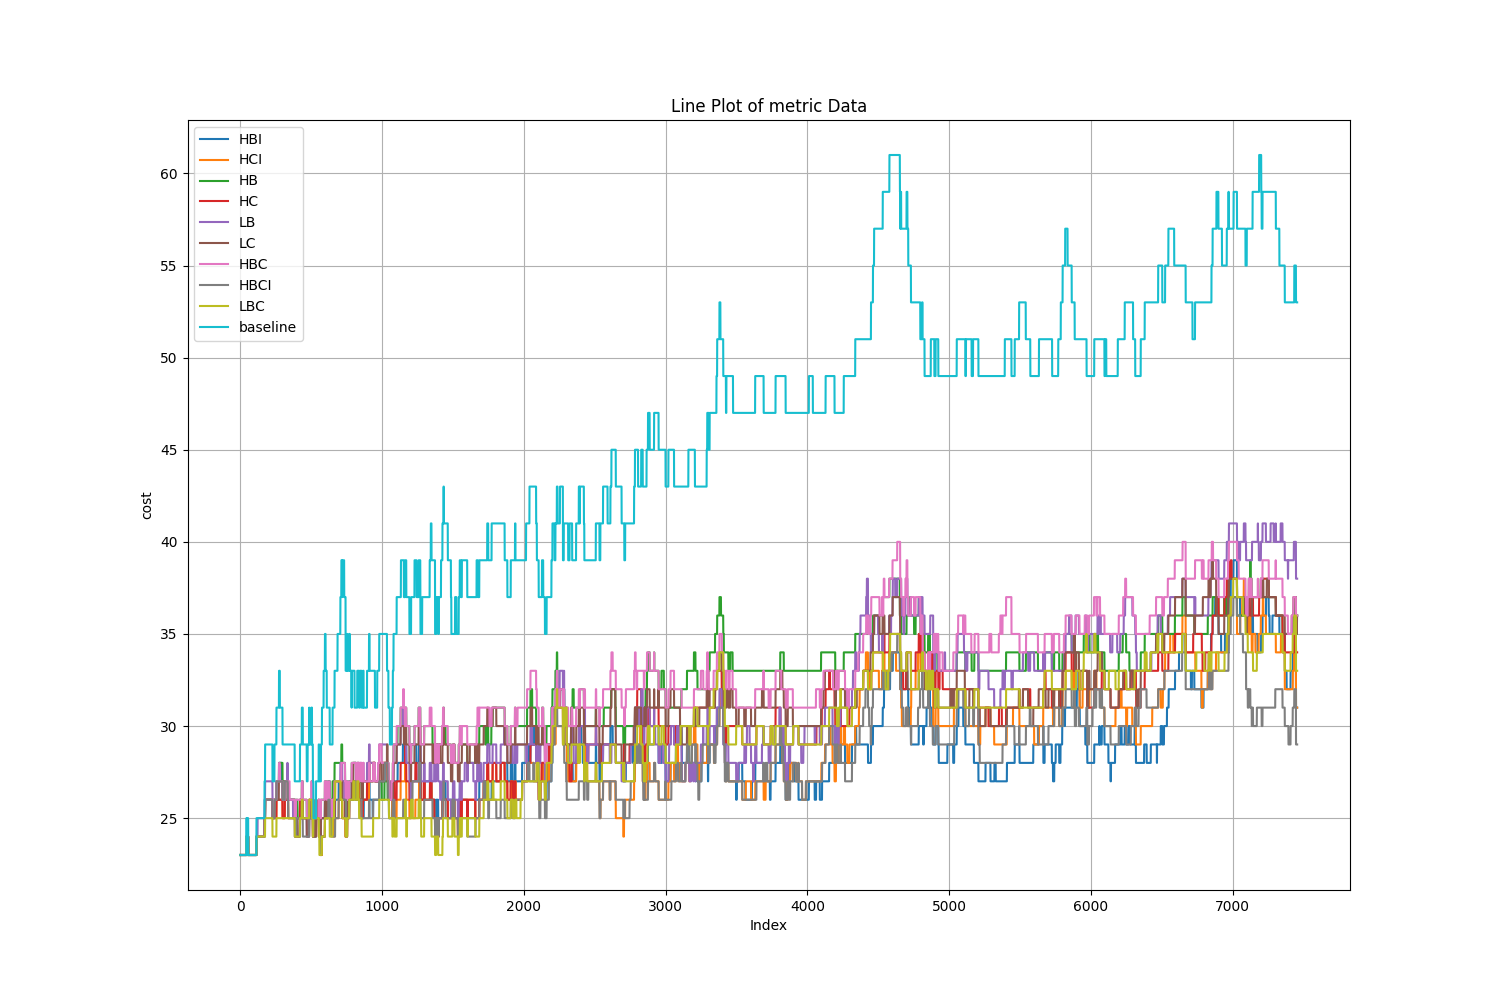 Line Plot of metric Data
HBI
HCI
HB
HC
LB
LC
HBC
HBCI
LBC
baseline
60
55
50
45
40
35
30
25
cost
0 1000 2000 3000 4000 5000 6000 7000
Index